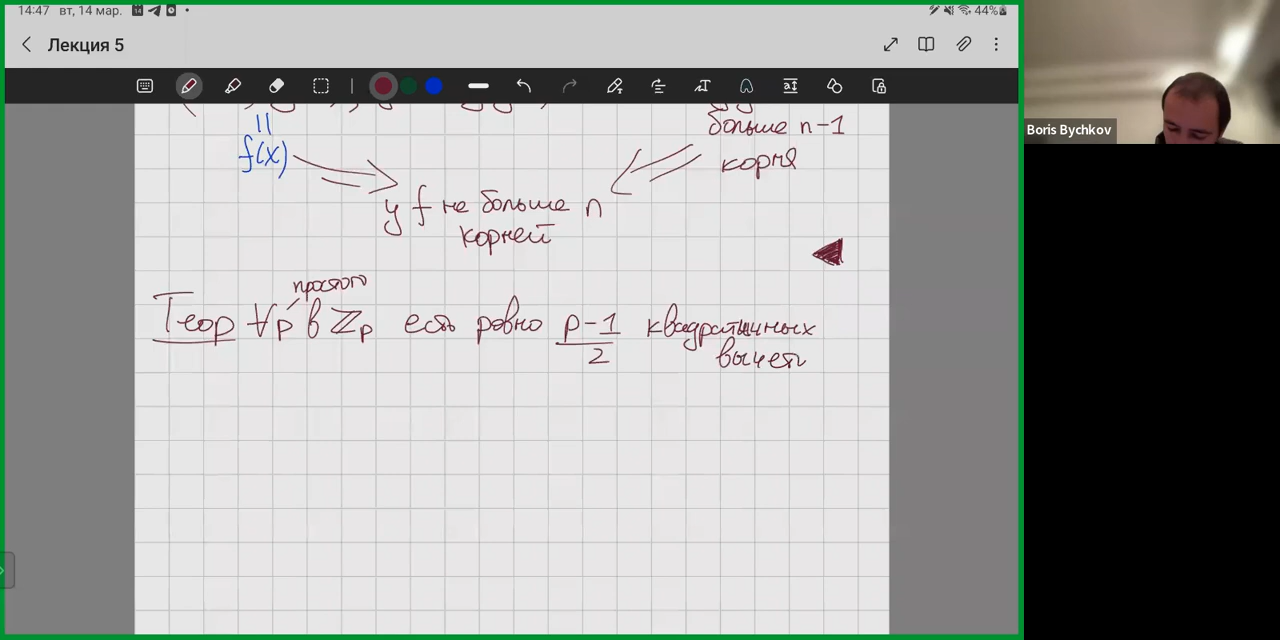 14:47 вт, 14 мар.
44%
Лекция 5
Boris Bychkov
больше n-1
корня
||
f(x)
у f не больше n
корней
простого
Теор ∀p в ℤp есть ровно p-1/2 квадратичных
вычета